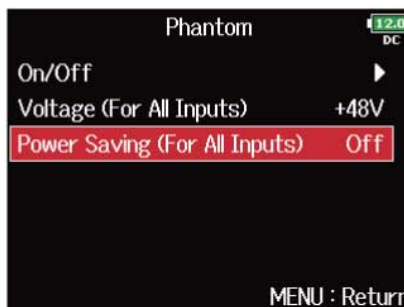 Phantom
12.0
DC
On/Off
Voltage (For All Inputs) +48V
Power Saving (For All Inputs) Off
MENU : Return